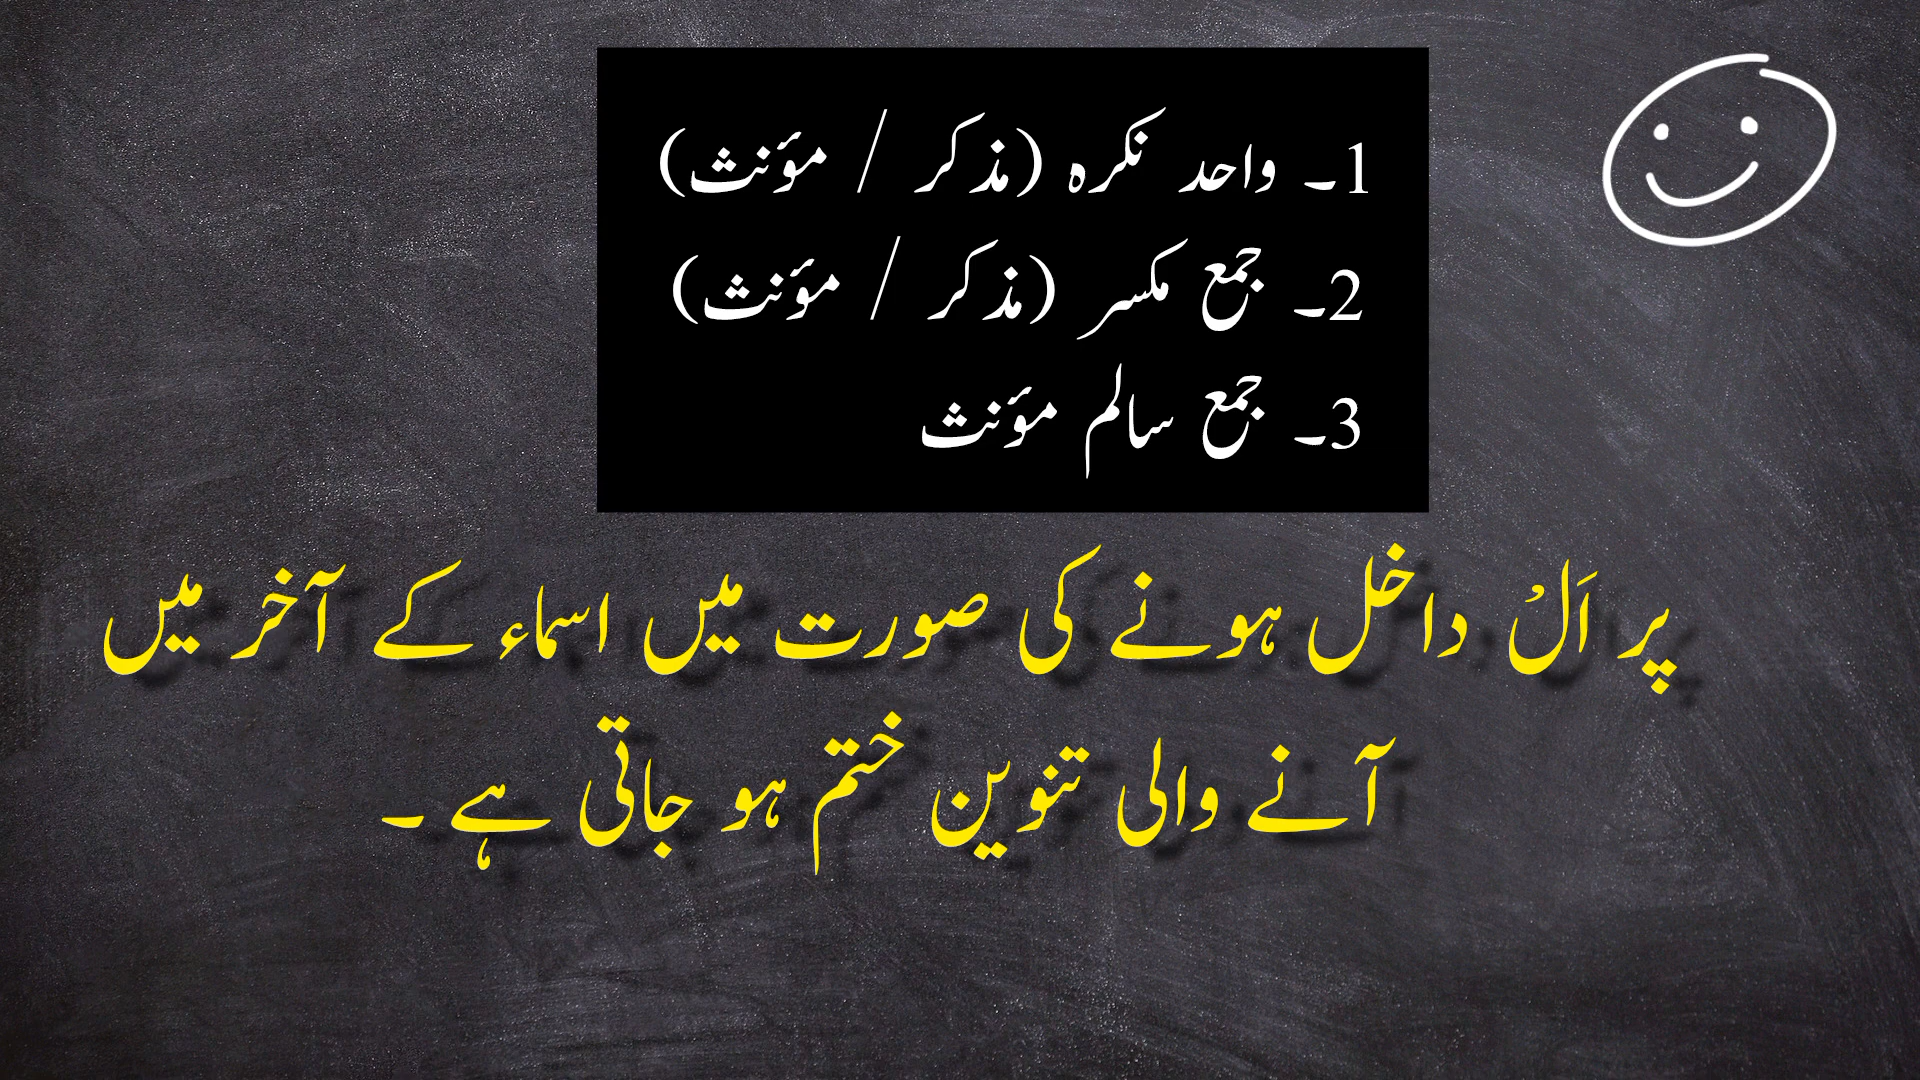 1۔ واحد نکرہ (مذکر / مؤنث)
2۔ جمع مکسر (مذکر / مؤنث)
3۔ جمع سالم مؤنث
پر اَلْ داخل ہونے کی صورت میں اسماء کے آخر میں
آنے والی تنوین ختم ہو جاتی ہے ۔